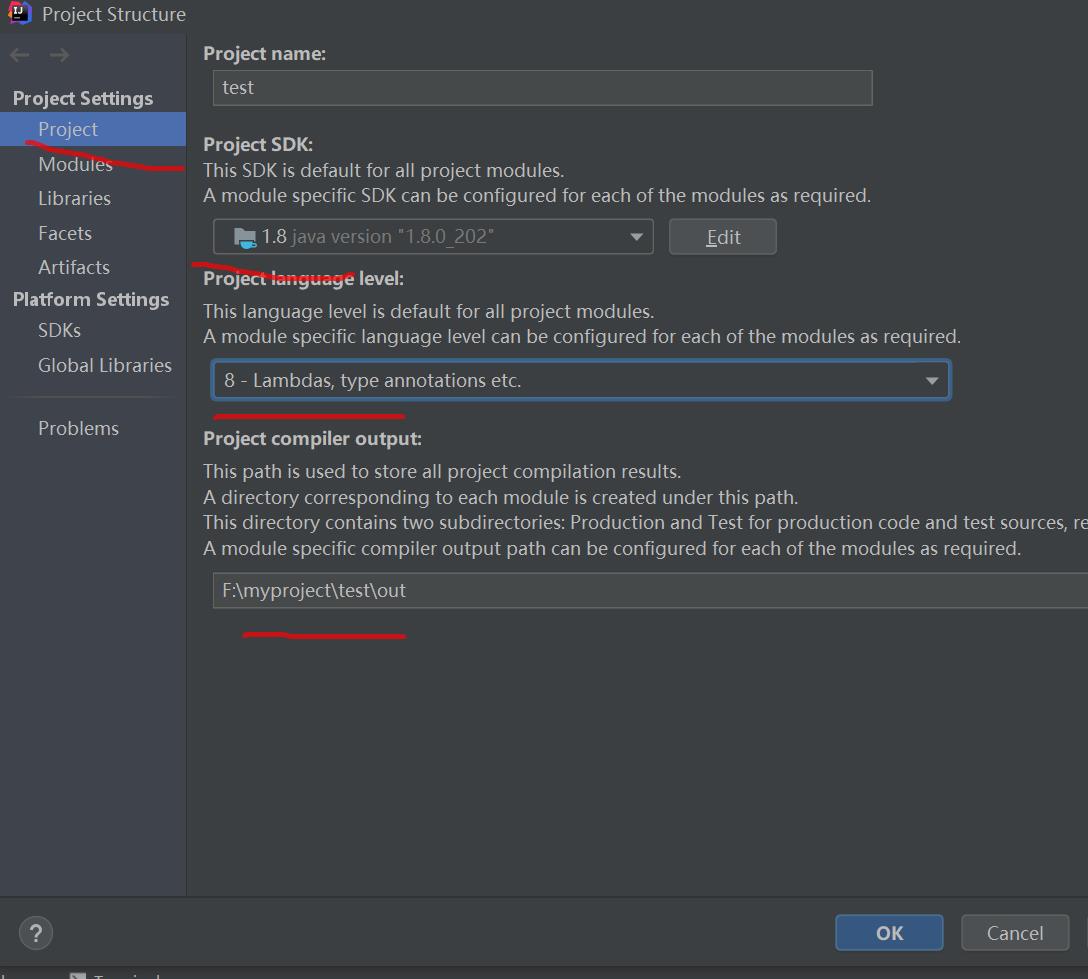 Project Structure
Project Settings
Project
Modules
Libraries
Facets
Artifacts
Platform Settings
SDKs
Global Libraries
Problems
Project name:
test
Project SDK:
This SDK is default for all project modules.
A module specific SDK can be configured for each of the modules as required.
1.8 java version "1.8.0_202"
Edit
Project language level:
This language level is default for all project modules.
A module specific language level can be configured for each of the modules as required.
8 - Lambdas, type annotations etc.
Project compiler output:
This path is used to store all project compilation results.
A directory corresponding to each module is created under this path.
This directory contains two subdirectories: Production and Test for production code and test sources, re
A module specific compiler output path can be configured for each of the modules as required.
F:\myproject\test\out
?
OK
Cancel